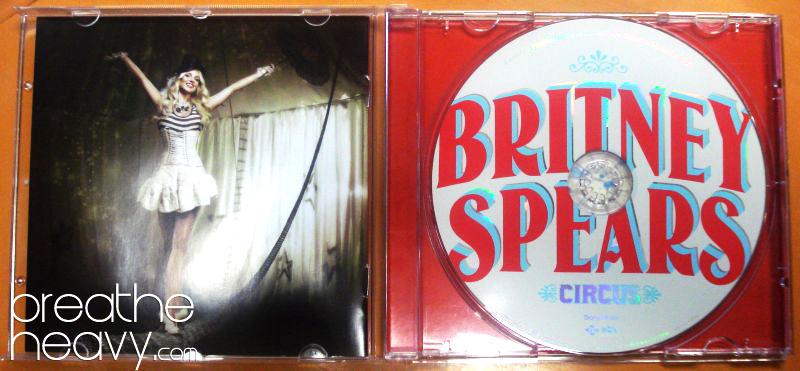 BRITNEY
SPEARS
CIRCUS
breathe
heavy.com